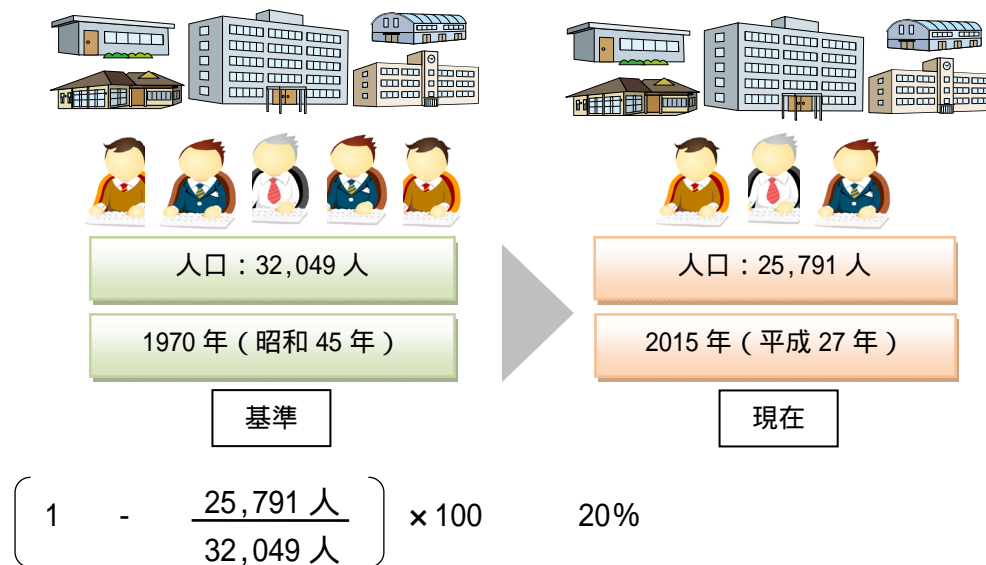 人口：32,049 人
人口：25,791 人
1970 年（昭和 45 年）
2015 年（平成 27 年）
基準
現在
1 - 25,791 人 ×100 20%
32,049 人